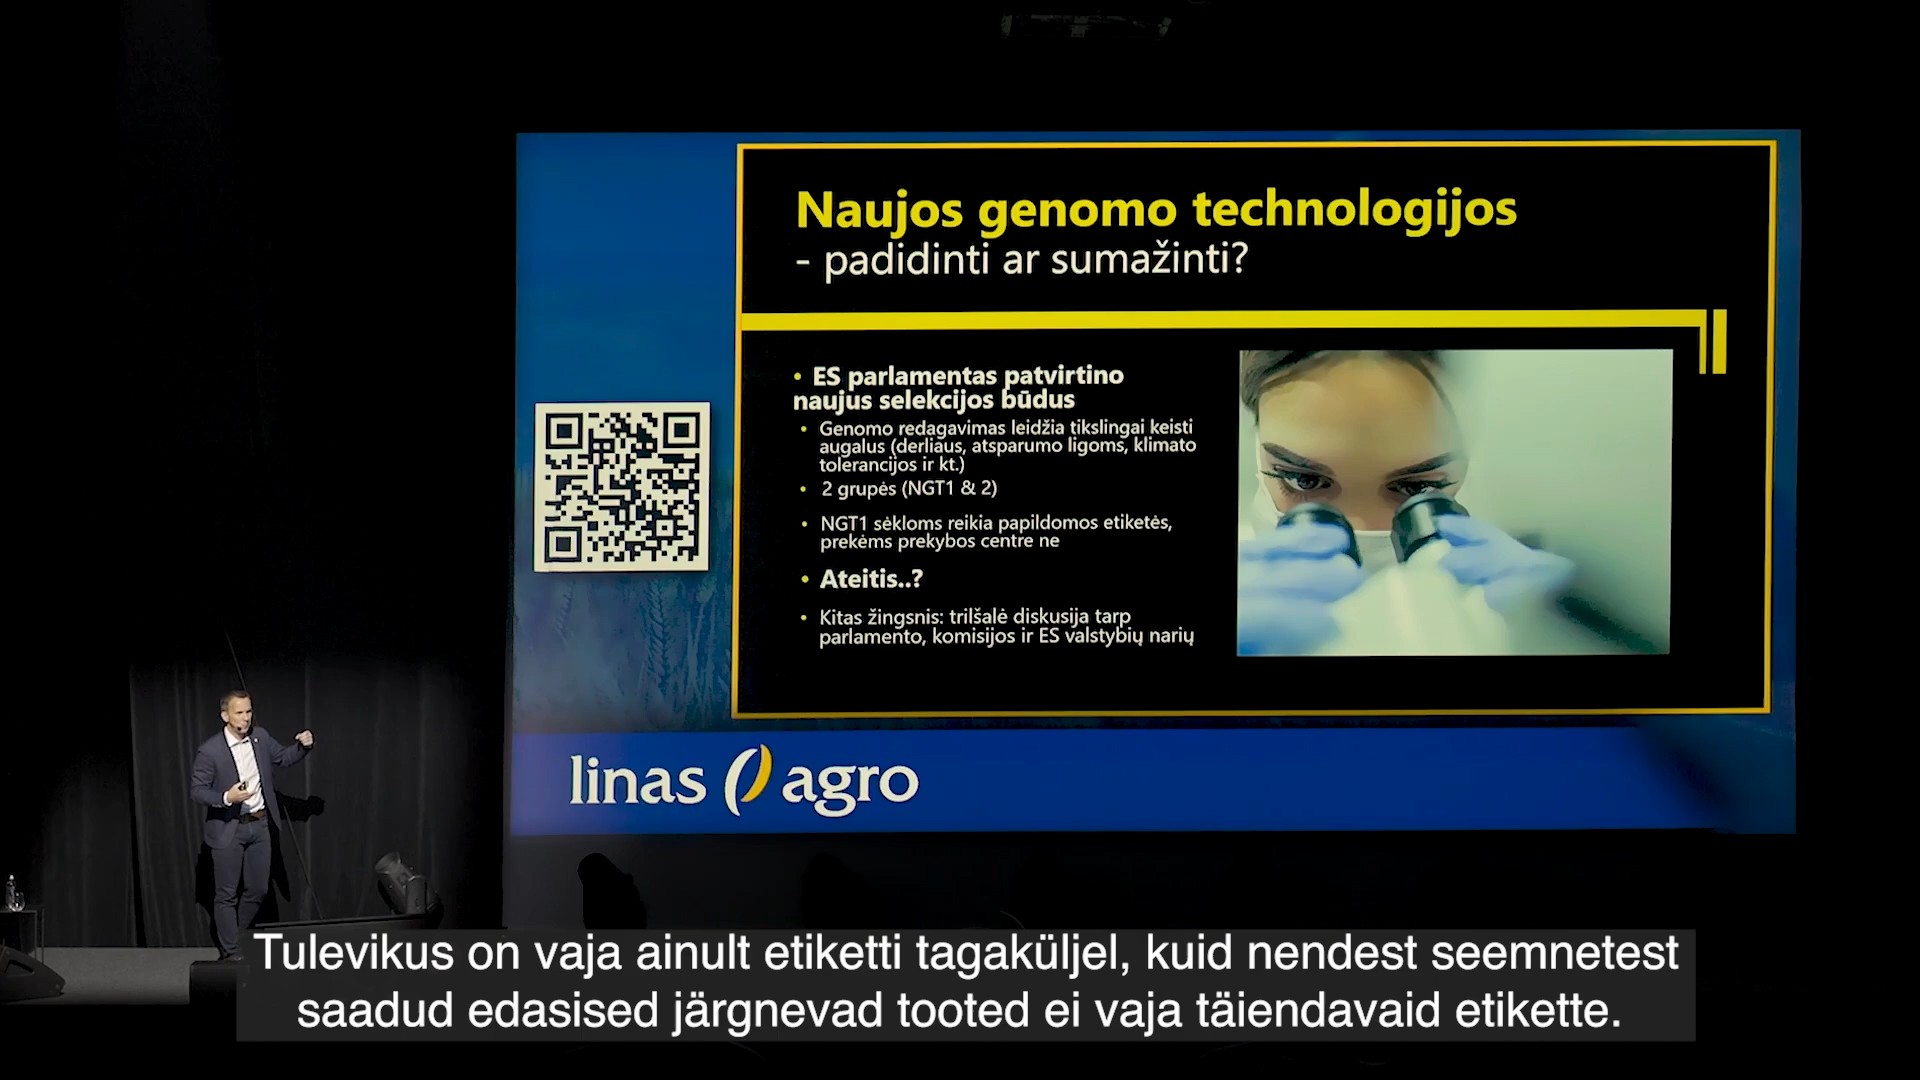 Naujos genomo technologijos
- padidinti ar sumažinti?
• ES parlamentas patvirtino
naujus selekcijos būdus
• Genomo redagavimas leidžia tikslingai keisti
augalus (derliaus, atsparumo ligoms, klimato
tolerancijos ir kt.)
• 2 grupės (NGT1 & 2)
• NGT1 sėkloms reikia papildomos etiketės,
prekėms prekybos centre ne
• Ateitis..?
• Kitas žingsnis: trilšalė diskusija tarp
parlamento, komisijos ir ES valstybių narių
linas agro
Tulevikus on vaja ainult etiketti tagaküljel, kuid nendest seemnetest
saadud edasised järgnevad tooted ei vaja täiendavaid etikette.